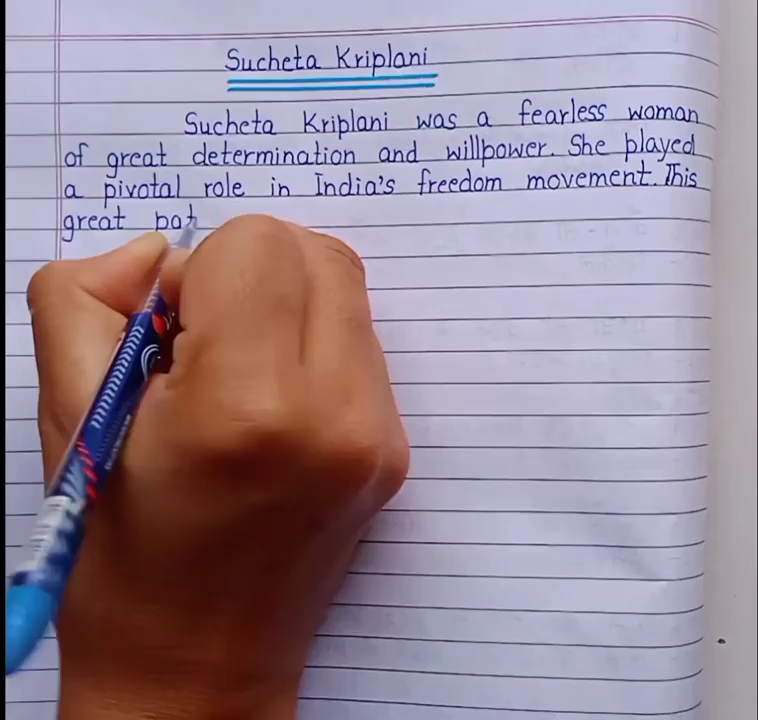 Sucheta Kriplani
Sucheta Kriplani was a fearless woman
of great determination and willpower. She played
a pivotal role in India's freedom movement. This
great pat